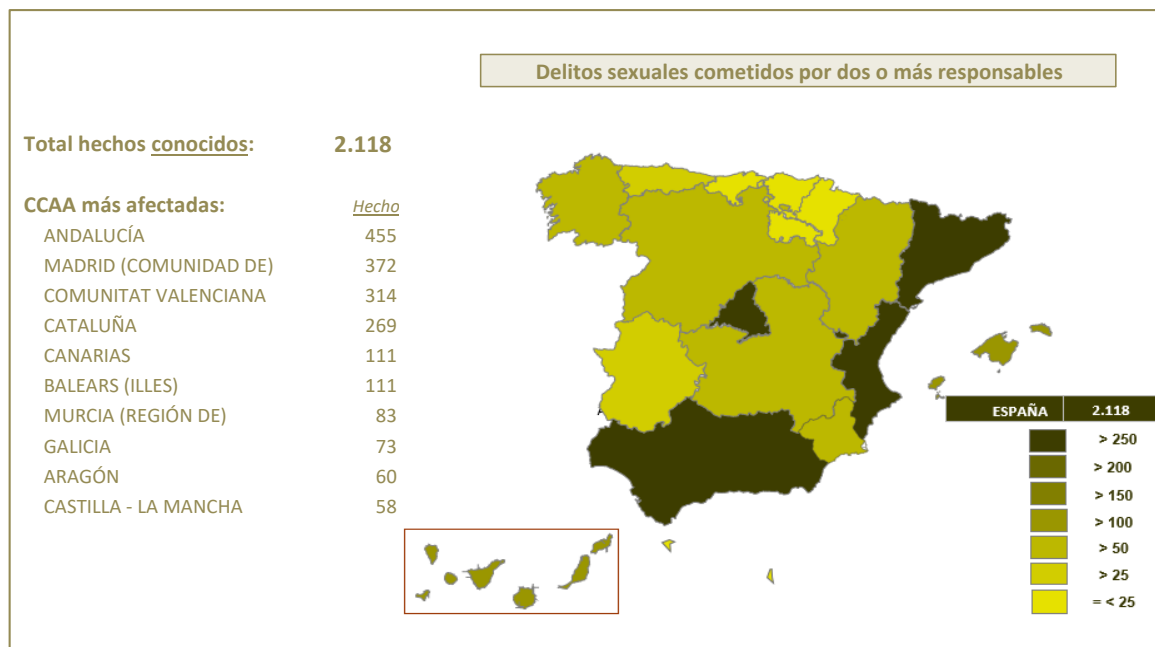 Delitos sexuales cometidos por dos o más responsables
Total hechos conocidos: 2.118
CCAA más afectadas: Hecho
ANDALUCÍA 455
MADRID (COMUNIDAD DE) 372
COMUNITAT VALENCIANA 314
CATALUÑA 269
CANARIAS 111
BALEARS (ILLES) 111
MURCIA (REGIÓN DE) 83
GALICIA 73
ARAGÓN 60
CASTILLA - LA MANCHA 58
ESPAÑA 2.118
> 250
> 200
> 150
> 100
> 50
> 25
= < 25